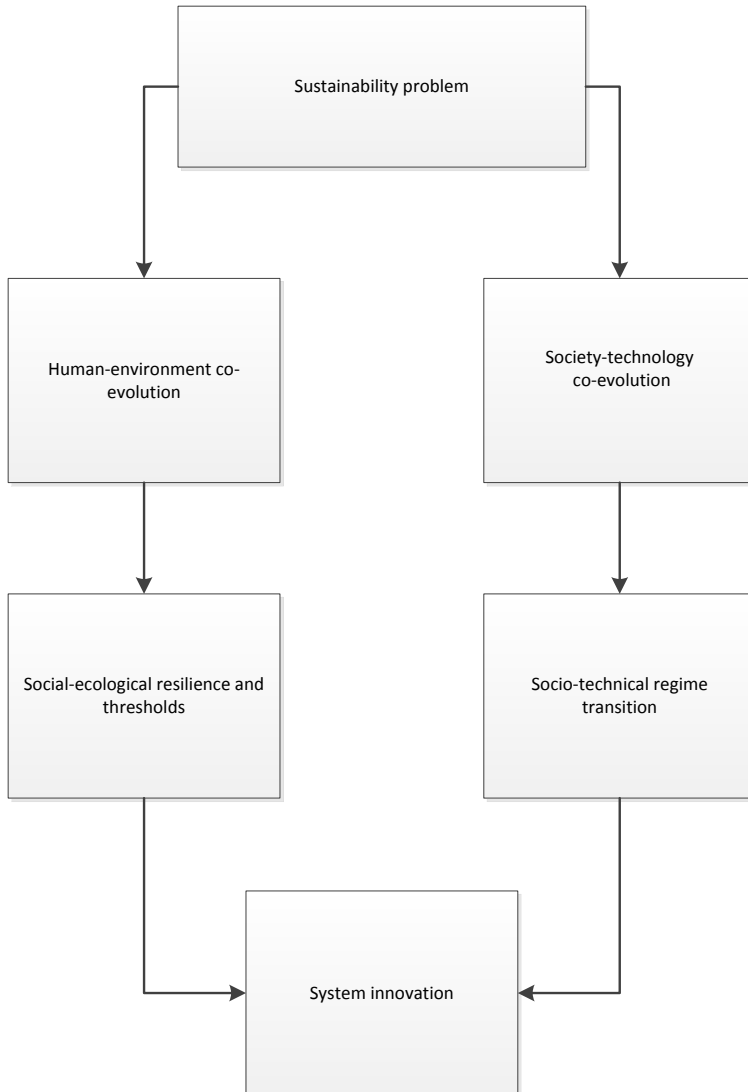 Sustainability problem
Human-environment co-
evolution
Society-technology
co-evolution
Social-ecological resilience and
thresholds
Socio-technical regime
transition
System innovation